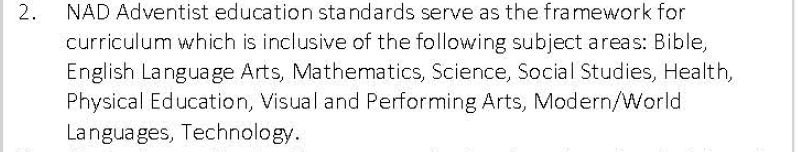 2. NAD Adventist education standards serve as the framework for
curriculum which is inclusive of the following subject areas: Bible,
English Language Arts, Mathematics, Science, Social Studies, Health,
Physical Education, Visual and Performing Arts, Modern/World
Languages, Technology.